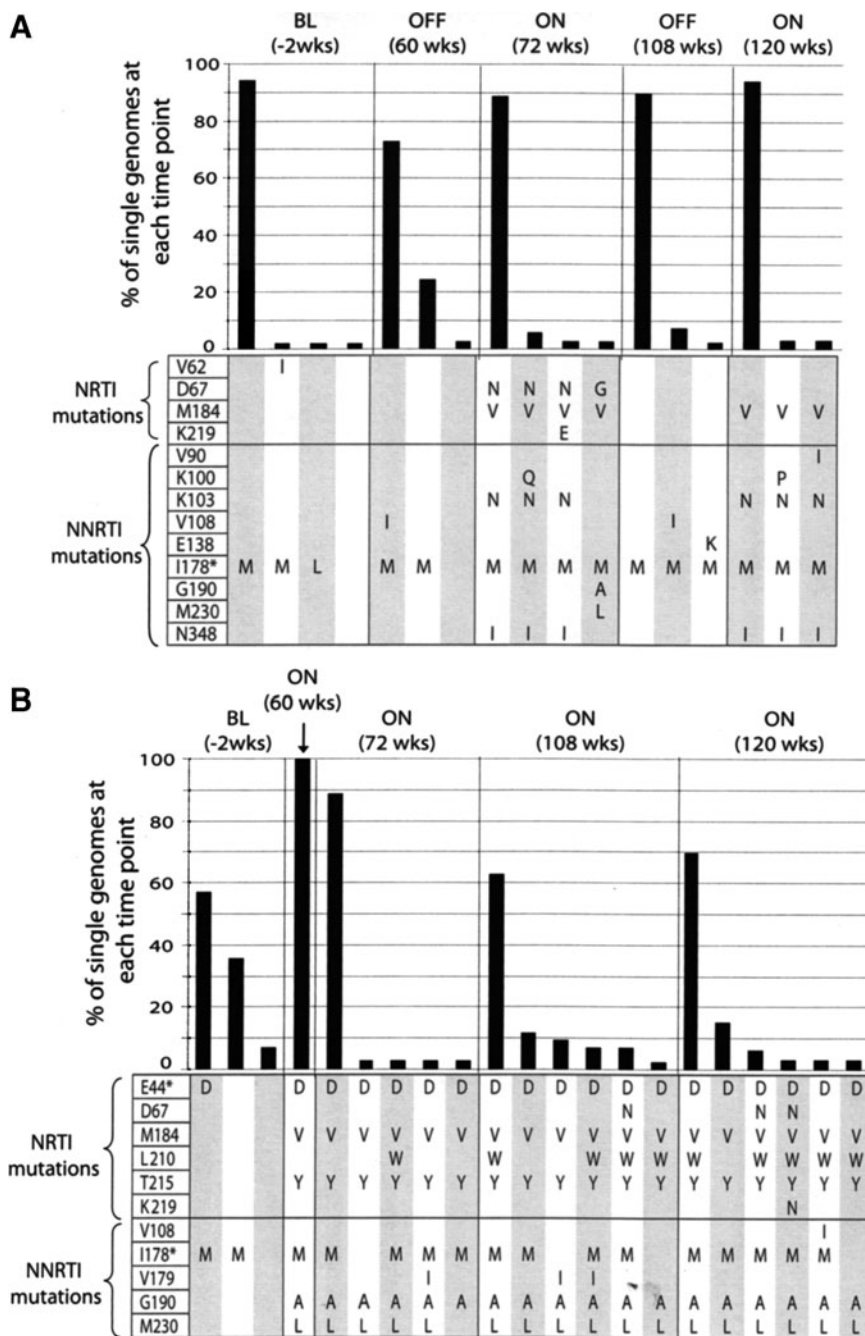 A
BL
(-2wks)
OFF
(60 wks)
ON
(72 wks)
OFF
(108 wks)
ON
(120 wks)
% of single genomes at
each time point
100
80
60
40
20
0
NRTI
mutations
V62 I
D67 N N N G
M184 V V V V V V V
K219 E
NNRTI
mutations
V90 I
K100 Q P
K103 N N N N N N
V108 I I
E138 K
I178* M M L M M M M M M M M M M M M
G190 A
M230 L
N348 I I I I I I
B
BL
(-2wks)
ON
(60 wks)
ON
(72 wks)
ON
(108 wks)
ON
(120 wks)
% of single genomes at
each time point
100
80
60
40
20
0
NRTI
mutations
E44* D D D D D D D D D D D D D D D D D D D
D67 N N N
M184 V V V V V V V V V V V V V V V V V V
L210 W W W W W W W W W W
T215 Y Y Y Y Y Y Y Y Y Y Y Y Y Y Y Y Y Y
K219 N
NNRTI
mutations
V108 I
I178* M M M M M M M M M M M M M M M M
V179 I I I
G190 A A A A A A A A A A A A A A A A A A
M230 L L L L L L L L L L L L L L L L L